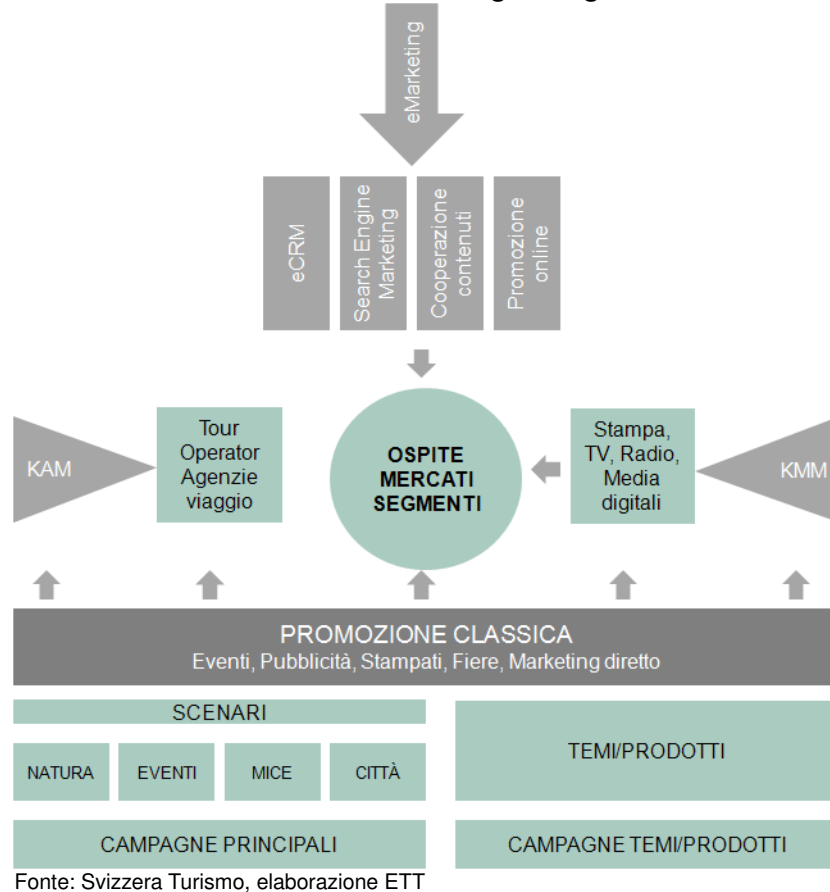 eMarketing
eCRM
Search Engine
Marketing
Cooperazione
contenuti
Promozione
online
KAM
Tour
Operator
Agenzie
viaggio
OSPITE
MERCATI
SEGMENTI
Stampa,
TV, Radio,
Media
digitali
KMM
PROMOZIONE CLASSICA
Eventi, Pubblicità, Stampati, Fiere, Marketing diretto
SCENARI
NATURA
EVENTI
MICE
CITTÀ
TEMI/PRODOTTI
CAMPAGNE PRINCIPALI
CAMPAGNE TEMI/PRODOTTI
Fonte: Svizzera Turismo, elaborazione ETT